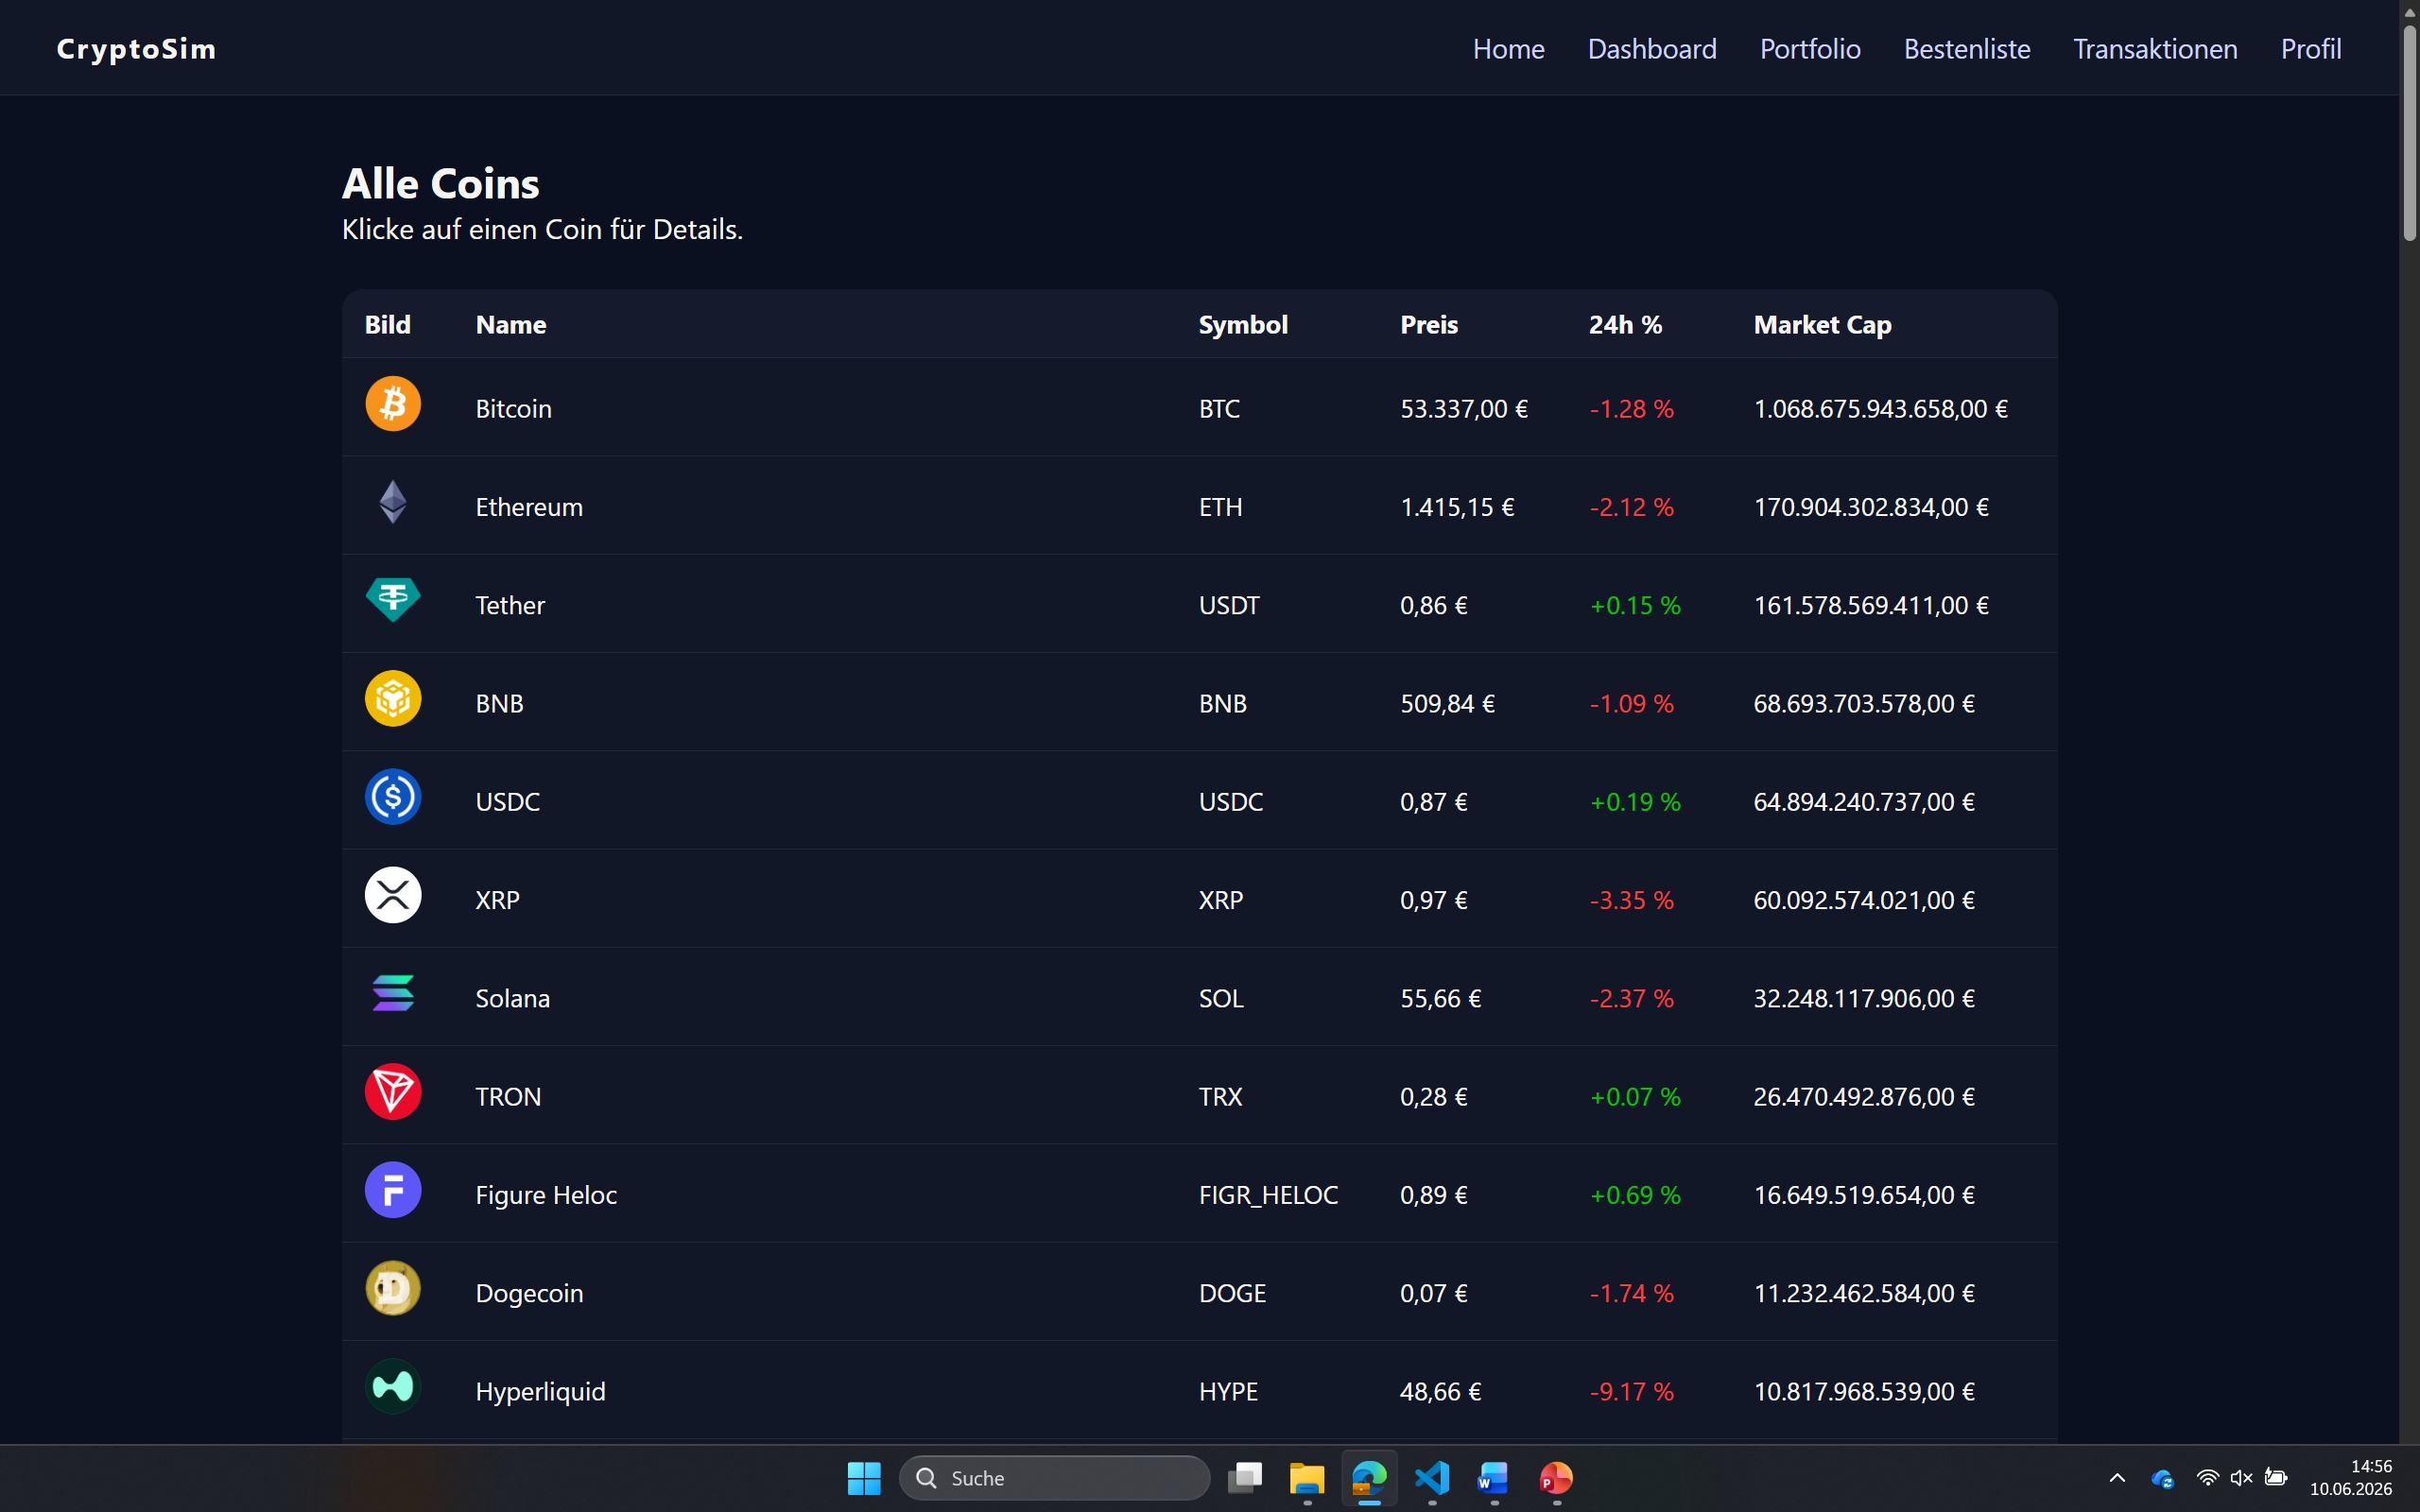 CryptoSim Home Dashboard Portfolio Bestenliste Transaktionen Profil
Alle Coins
Klicke auf einen Coin für Details.
Bild Name Symbol Preis 24h % Market Cap
Bitcoin BTC 53.337,00 € -1.28 % 1.068.675.943.658,00 €
Ethereum ETH 1.415,15 € -2.12 % 170.904.302.834,00 €
Tether USDT 0,86 € +0.15 % 161.578.569.411,00 €
BNB BNB 509,84 € -1.09 % 68.693.703.578,00 €
USDC USDC 0,87 € +0.19 % 64.894.240.737,00 €
XRP XRP 0,97 € -3.35 % 60.092.574.021,00 €
Solana SOL 55,66 € -2.37 % 32.248.117.906,00 €
TRON TRX 0,28 € +0.07 % 26.470.492.876,00 €
Figure Heloc FIGR_HELOC 0,89 € +0.69 % 16.649.519.654,00 €
Dogecoin DOGE 0,07 € -1.74 % 11.232.462.584,00 €
Hyperliquid HYPE 48,66 € -9.17 % 10.817.968.539,00 €
Suche
14:56
10.06.2026